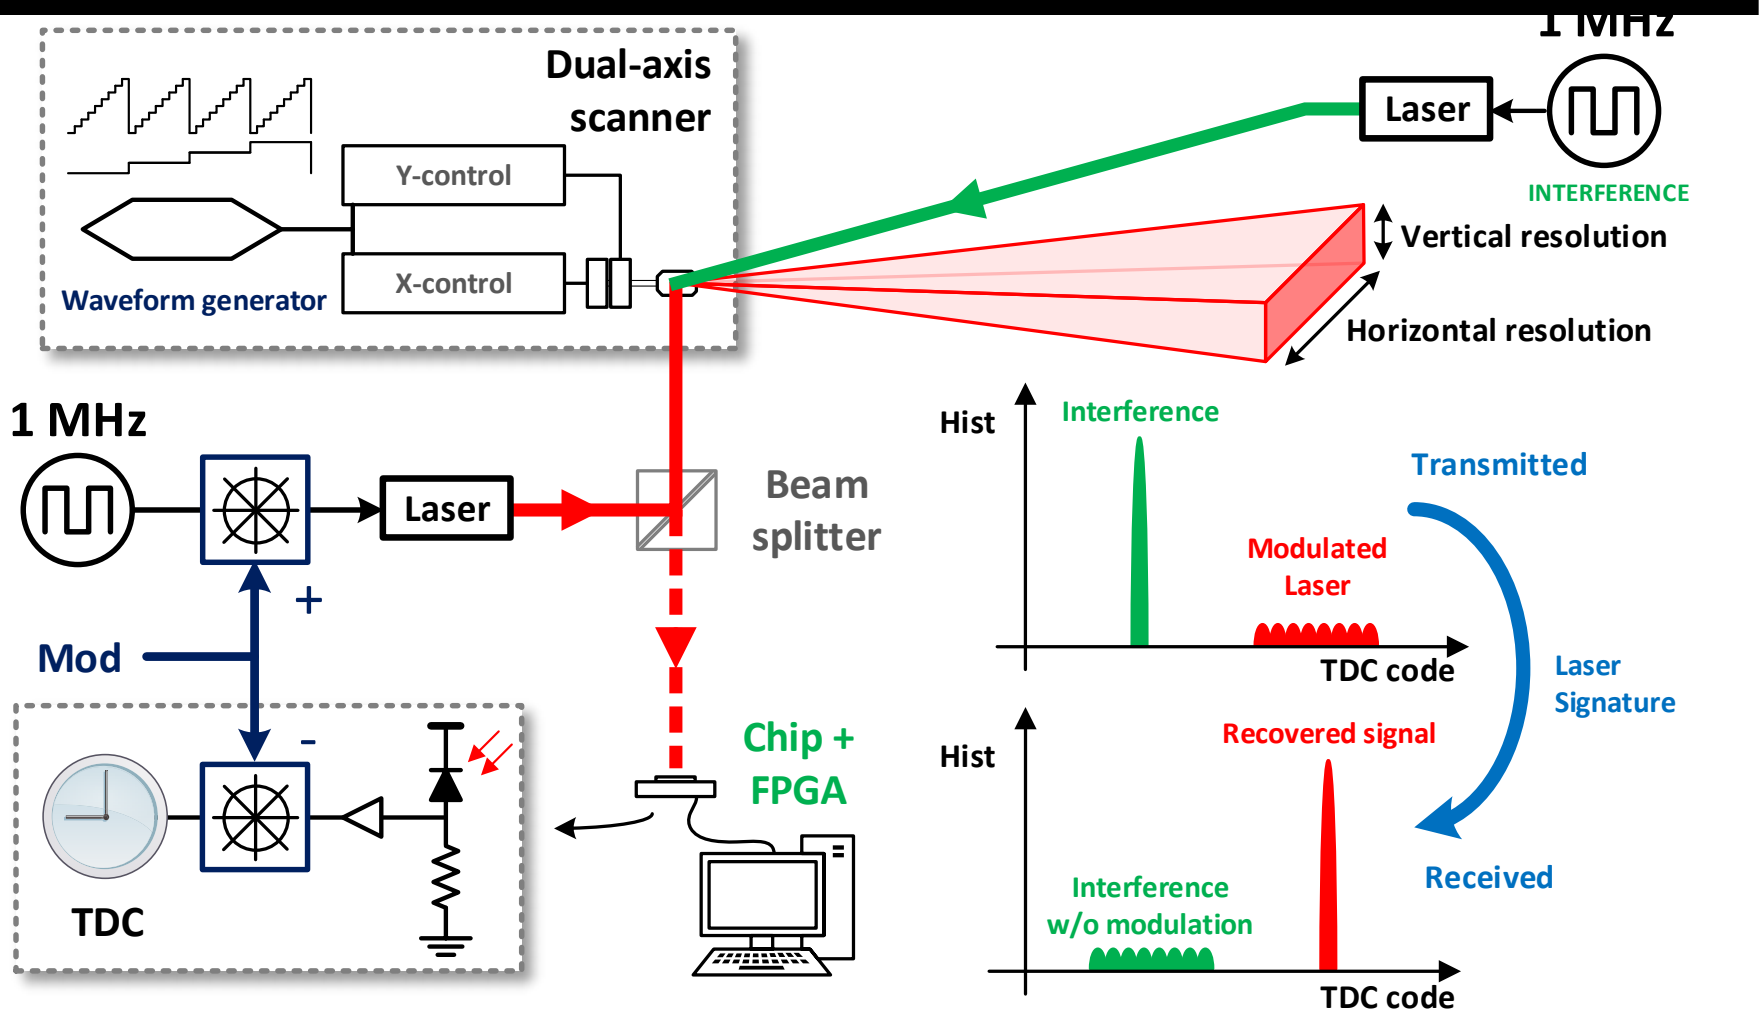 1 MHz
Dual-axis
scanner
Laser
Y-control
INTERFERENCE
Vertical resolution
X-control
Waveform generator
Horizontal resolution
1 MHz
Hist
Interference
Transmitted
Laser
Beam
splitter
Modulated
Laser
+
Mod
TDC code
Laser
Signature
-
Chip +
FPGA
Hist
Recovered signal
Received
Interference
w/o modulation
TDC
TDC code